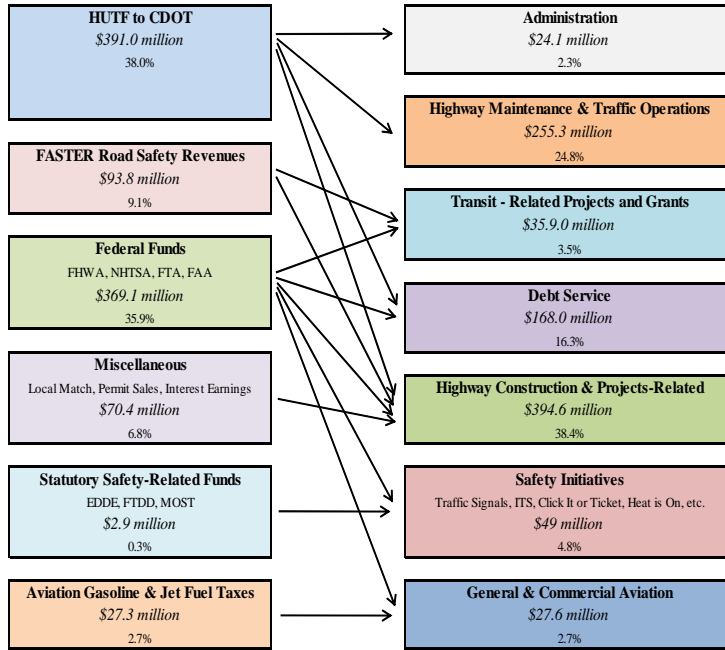 HUTF to CDOT
$391.0 million
38.0%
FASTER Road Safety Revenues
$93.8 million
9.1%
Federal Funds
FHWA, NHTSA, FTA, FAA
$369.1 million
35.9%
Miscellaneous
Local Match, Permit Sales, Interest Earnings
$70.4 million
6.8%
Statutory Safety-Related Funds
EDDE, FTDD, MOST
$2.9 million
0.3%
Aviation Gasoline & Jet Fuel Taxes
$27.3 million
2.7%
Administration
$24.1 million
2.3%
Highway Maintenance & Traffic Operations
$255.3 million
24.8%
Transit - Related Projects and Grants
$35.9.0 million
3.5%
Debt Service
$168.0 million
16.3%
Highway Construction & Projects-Related
$394.6 million
38.4%
Safety Initiatives
Traffic Signals, ITS, Click It or Ticket, Heat is On, etc.
$49 million
4.8%
General & Commercial Aviation
$27.6 million
2.7%